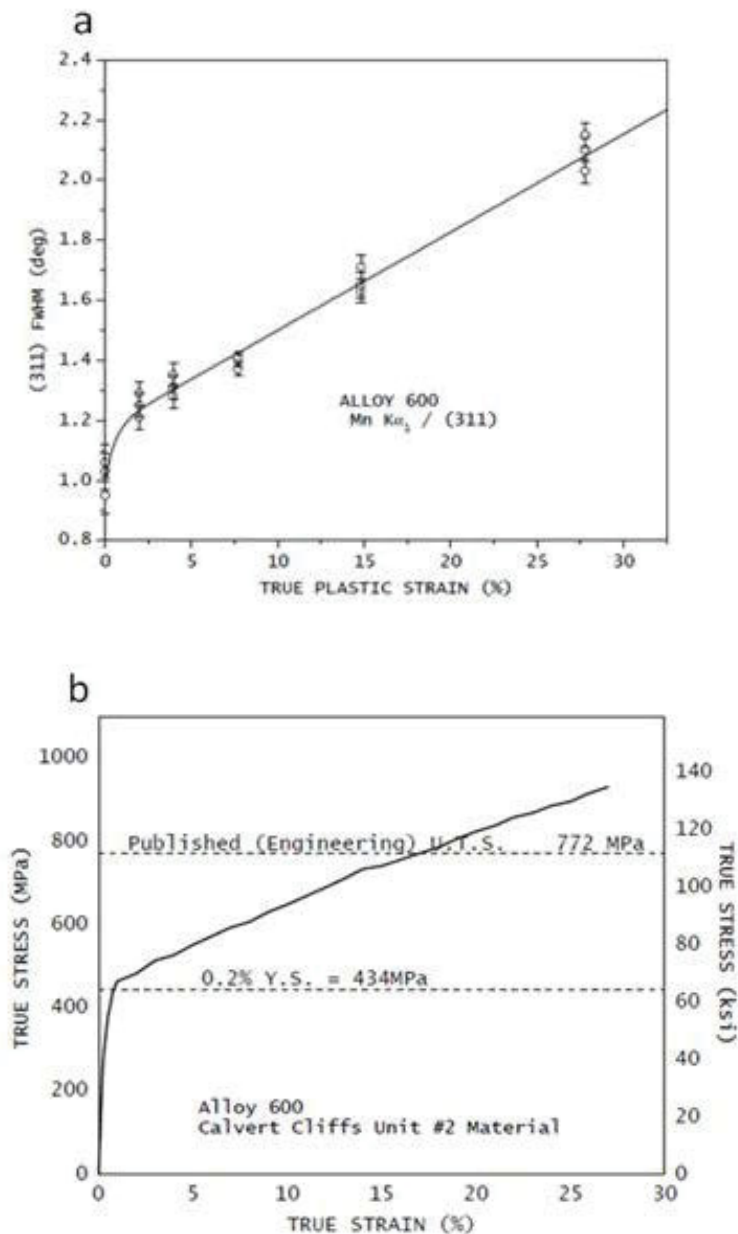 a
2.4
2.2
2.0
1.8
1.6
1.4
1.2
1.0
0.8
(311) FWHM (deg)
ALLOY 600
Mn Kα₁ / (311)
0 5 10 15 20 25 30
TRUE PLASTIC STRAIN (%)
b
1000
800
600
400
200
0
TRUE STRESS (MPa)
Published (Engineering) U.T.S. 772 MPa
0.2% Y.S. = 434MPa
Alloy 600
Calvert Cliffs Unit #2 Material
140
120
100
80
60
40
20
0
TRUE STRESS (ksi)
0 5 10 15 20 25 30
TRUE STRAIN (%)